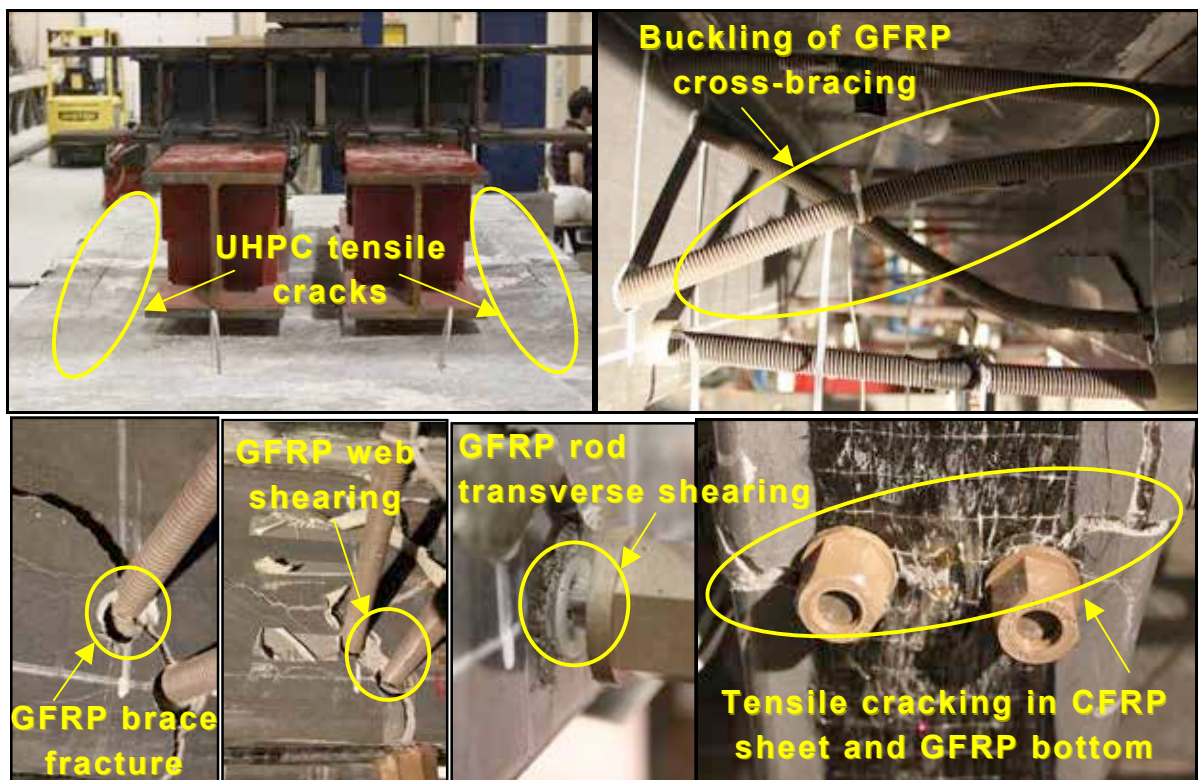 Buckling of GFRP
cross-bracing
UHPC tensile
cracks
GFRP web
shearing
GFRP rod
transverse shearing
GFRP brace
fracture
Tensile cracking in CFRP
sheet and GFRP bottom